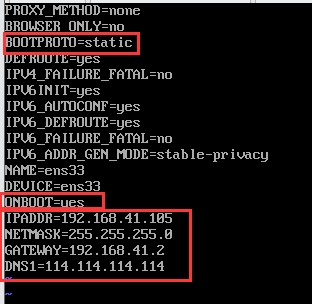 PROXY_METHOD=none
BROWSER_ONLY=no
BOOTPROTO=static
DEFROUTE=yes
IPV4_FAILURE_FATAL=no
IPV6INIT=yes
IPV6_AUTOCONF=yes
IPV6_DEFROUTE=yes
IPV6_FAILURE_FATAL=no
IPV6_ADDR_GEN_MODE=stable-privacy
NAME=ens33
DEVICE=ens33
ONBOOT=yes
IPADDR=192.168.41.105
NETMASK=255.255.255.0
GATEWAY=192.168.41.2
DNS1=114.114.114.114
~
~